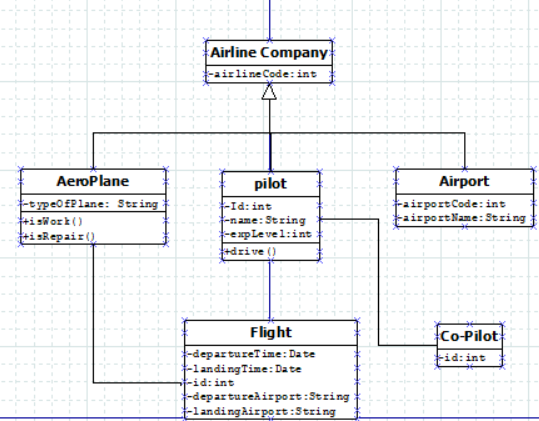 Airline Company
-airlineCode:int
AeroPlane
-typeOfPlane: String
+isWork()
+isRepair()
pilot
-Id:int
-name:String
-expLevel:int
+drive()
Airport
-airportCode:int
-airportName:String
Flight
-departureTime:Date
-landingTime:Date
-id:int
-departureAirport:String
-landingAirport:String
Co-Pilot
-id:int